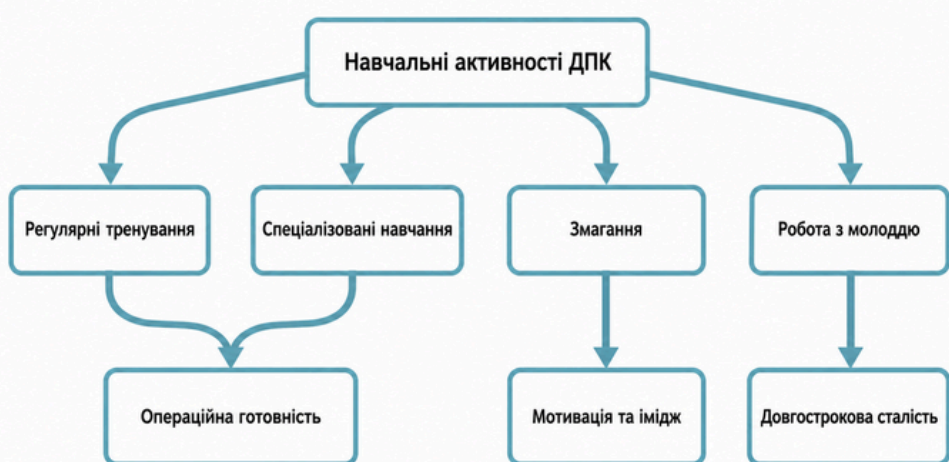 Навчальні активності ДПК
Регулярні тренування
Спеціалізовані навчання
Змагання
Робота з молоддю
Операційна готовність
Мотивація та імідж
Довгострокова сталість